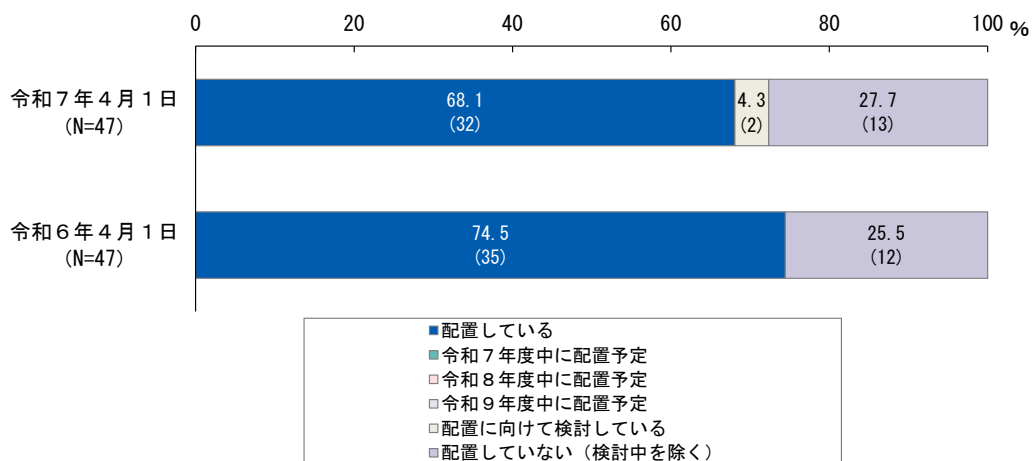 0 20 40 60 80 100 %
令和７年４月１日
(N=47)
68.1 4.3 27.7
(32) (2) (13)
令和６年４月１日
(N=47)
74.5 25.5
(35) (12)
配置している
令和７年度中に配置予定
令和８年度中に配置予定
令和９年度中に配置予定
配置に向けて検討している
配置していない（検討中を除く）